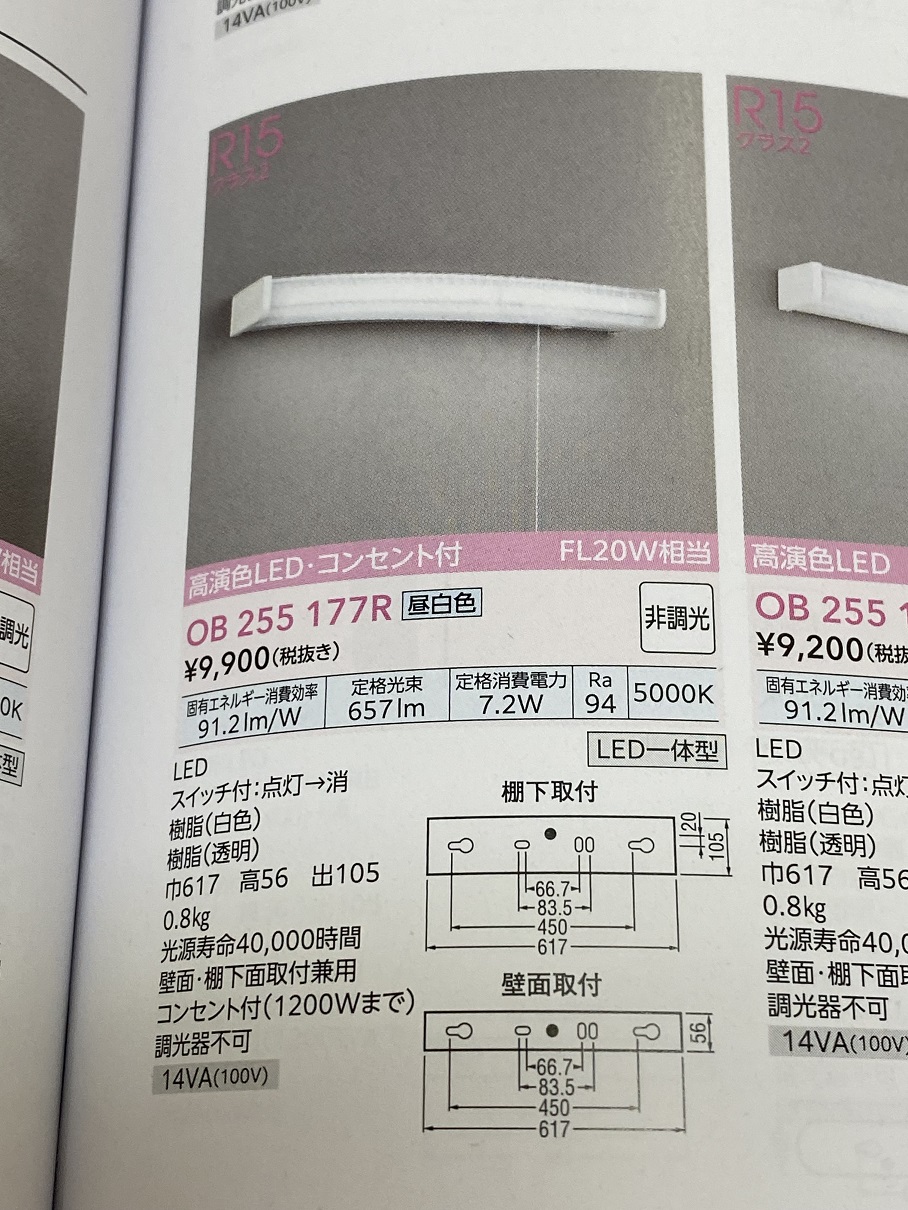 14VA(100V)
R15
クラス2
高演色LED・コンセント付 FL20W相当
OB 255 177R 昼白色
非調光
¥9,900(税抜き)
固有エネルギー消費効率 定格光束 定格消費電力 Ra 5000K
91.2lm/W 657lm 7.2W 94
LED一体型
LED
スイッチ付:点灯→消
樹脂(白色)
樹脂(透明)
巾617 高56 出105
0.8kg
光源寿命40,000時間
壁面・棚下面取付兼用
コンセント付(1200Wまで)
調光器不可
14VA(100V)
棚下取付
20
105
66.7
83.5
450
617
壁面取付
56
66.7
83.5
450
617
R15
クラス2
高演色LED
OB 255 1
¥9,200(税抜
固有エネルギー消費効率
91.2lm/W
LED
スイッチ付:点灯
樹脂(白色)
樹脂(透明)
巾617 高56
0.8kg
光源寿命40,0
壁面・棚下面
調光器不可
14VA(100V)
相当
調光
0K
型